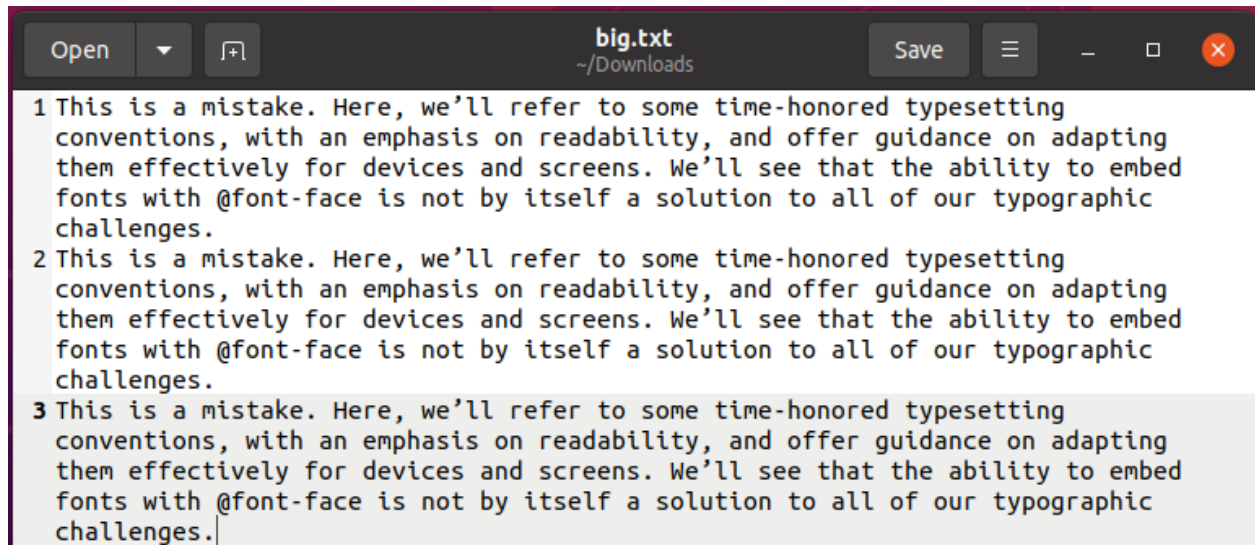 Open
big.txt
~/Downloads
Save
1 This is a mistake. Here, we’ll refer to some time-honored typesetting
conventions, with an emphasis on readability, and offer guidance on adapting
them effectively for devices and screens. We’ll see that the ability to embed
fonts with @font-face is not by itself a solution to all of our typographic
challenges.
2 This is a mistake. Here, we’ll refer to some time-honored typesetting
conventions, with an emphasis on readability, and offer guidance on adapting
them effectively for devices and screens. We’ll see that the ability to embed
fonts with @font-face is not by itself a solution to all of our typographic
challenges.
3 This is a mistake. Here, we’ll refer to some time-honored typesetting
conventions, with an emphasis on readability, and offer guidance on adapting
them effectively for devices and screens. We’ll see that the ability to embed
fonts with @font-face is not by itself a solution to all of our typographic
challenges.